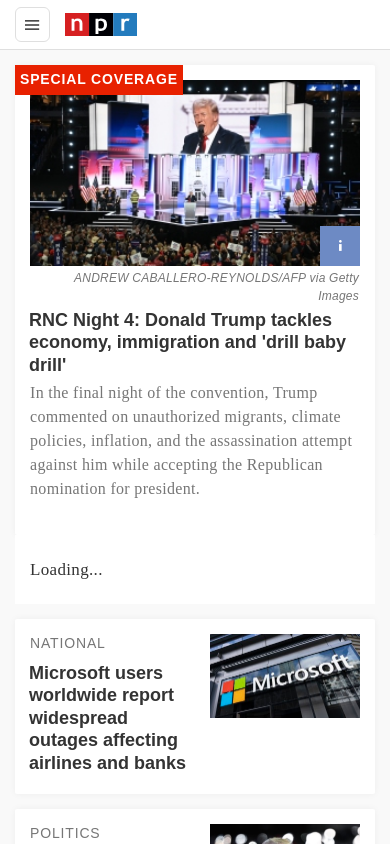 npr
SPECIAL COVERAGE
i
ANDREW CABALLERO-REYNOLDS/AFP via Getty
Images
RNC Night 4: Donald Trump tackles
economy, immigration and 'drill baby
drill'
In the final night of the convention, Trump
commented on unauthorized migrants, climate
policies, inflation, and the assassination attempt
against him while accepting the Republican
nomination for president.
Loading...
NATIONAL
Microsoft users
worldwide report
widespread
outages affecting
airlines and banks
Microsoft
POLITICS